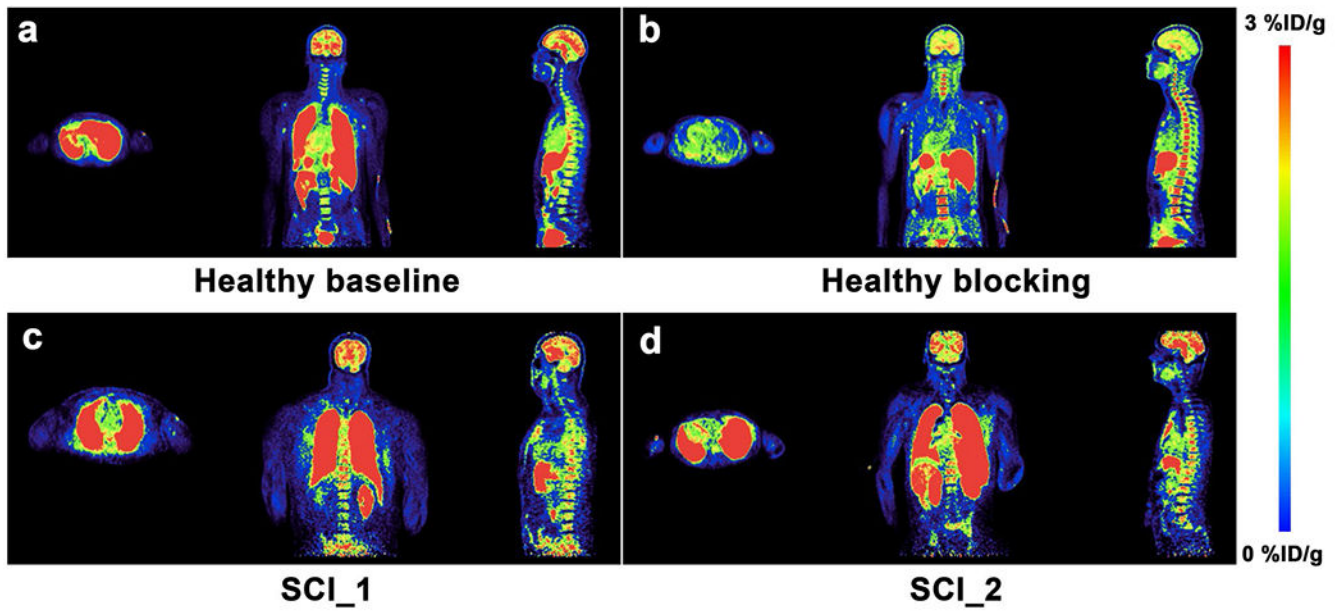 a
b
3 %ID/g
Healthy baseline
Healthy blocking
c
d
0 %ID/g
SCI_1
SCI_2